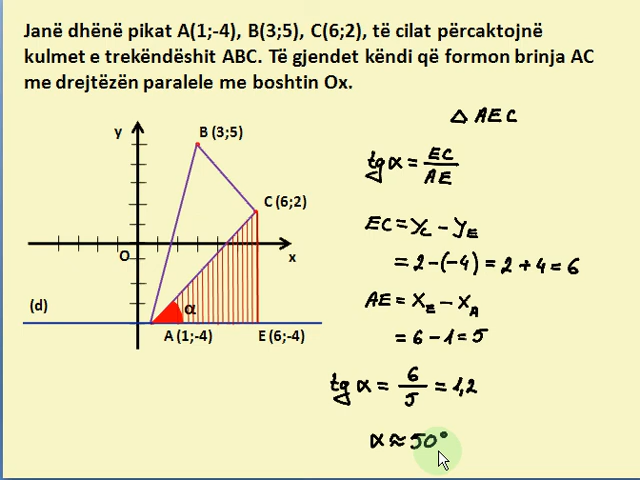 Janë dhënë pikat A(1;-4), B(3;5), C(6;2), të cilat përcaktojnë
kulmet e trekëndëshit ABC. Të gjendet këndi që formon brinja AC
me drejtëzën paralele me boshtin Ox.
△ AEC
y
B (3;5)
tg α = EC/AE
C (6;2)
EC = y_C - y_E
O
x
= 2 - (-4) = 2 + 4 = 6
(d)
α
AE = x_E - x_A
A (1;-4)
E (6;-4)
= 6 - 1 = 5
tg α = 6/5 = 1,2
α ≈ 50°